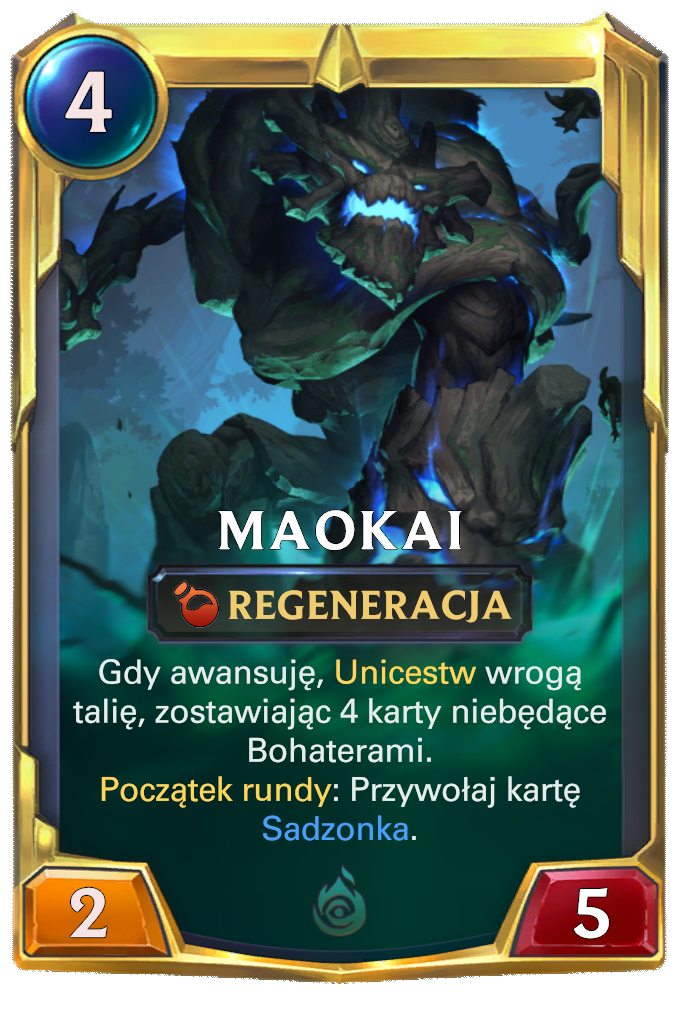 4
MAOKAI
REGENERACJA
Gdy awansuję, Unicestw wrogą
talię, zostawiając 4 karty niebędące
Bohaterami.
Początek rundy: Przywołaj kartę
Sadzonka.
2
5